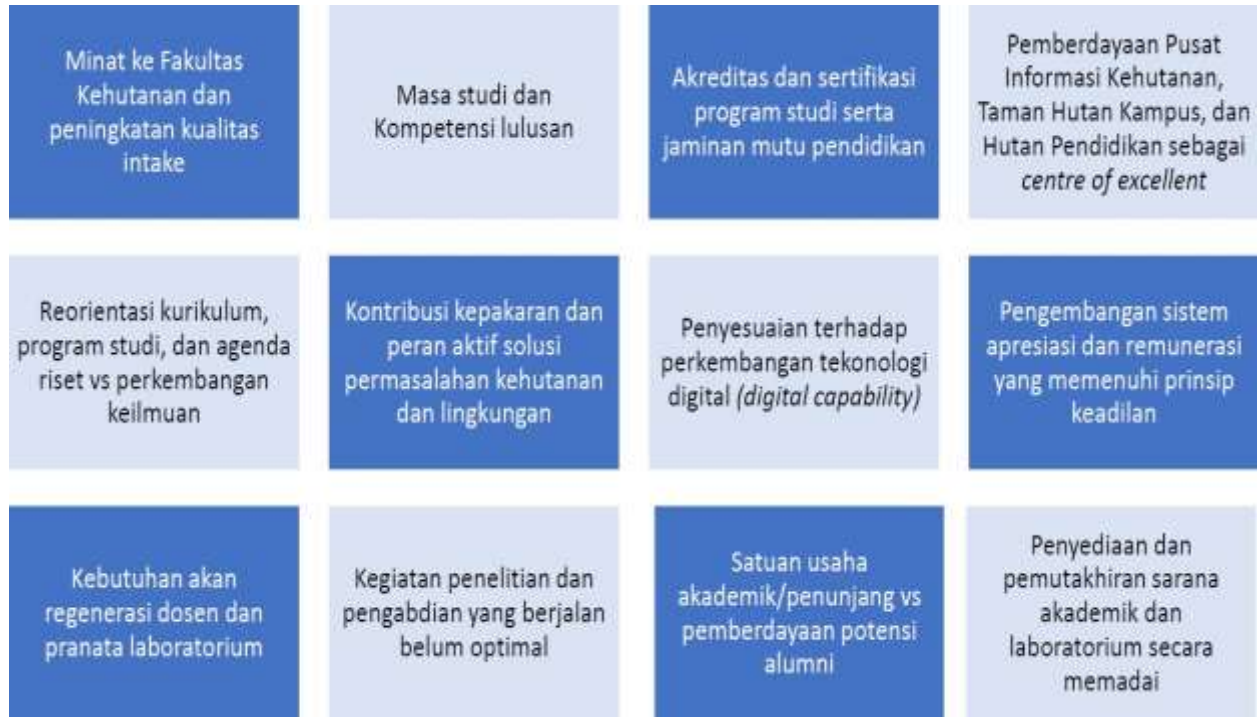 Minat ke Fakultas
Kehutanan dan
peningkatan kualitas
intake
Masa studi dan
Kompetensi lulusan
Akreditas dan sertifikasi
program studi serta
jaminan mutu pendidikan
Pemberdayaan Pusat
Informasi Kehutanan,
Taman Hutan Kampus, dan
Hutan Pendidikan sebagai
centre of excellent
Reorientasi kurikulum,
program studi, dan agenda
riset vs perkembangan
keilmuan
Kontribusi kepakaran dan
peran aktif solusi
permasalahan kehutanan
dan lingkungan
Penyesuaian terhadap
perkembangan tekonologi
digital (digital capability)
Pengembangan sistem
apresiasi dan remunerasi
yang memenuhi prinsip
keadilan
Kebutuhan akan
regenerasi dosen dan
pranata laboratorium
Kegiatan penelitian dan
pengabdian yang berjalan
belum optimal
Satuan usaha
akademik/penunjang vs
pemberdayaan potensi
alumni
Penyediaan dan
pemutakhiran sarana
akademik dan
laboratorium secara
memadai